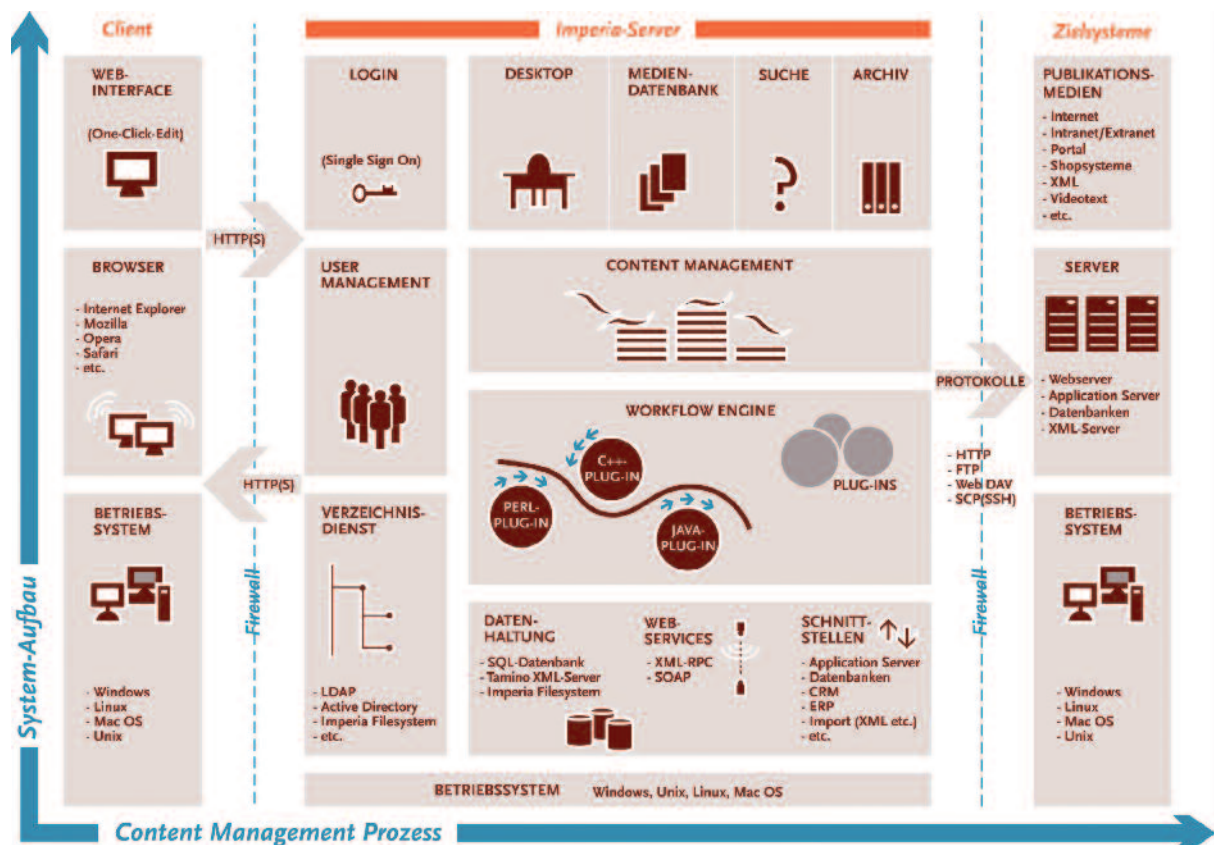 Client
Imperia-Server
Zielsysteme
WEB-
INTERFACE
(One-Click-Edit)
LOGIN
(Single Sign On)
DESKTOP
MEDIEN-
DATENBANK
SUCHE
ARCHIV
PUBLIKATIONS-
MEDIEN
- Internet
- Intranet/Extranet
- Portal
- Shopsysteme
- XML
- Videotext
- etc.
HTTP(S)
BROWSER
- Internet Explorer
- Mozilla
- Opera
- Safari
- etc.
USER
MANAGEMENT
CONTENT MANAGEMENT
SERVER
- Webserver
- Application Server
- Datenbanken
- XML-Server
PROTOKOLLE
- HTTP
- FTP
- Web DAV
- SCP(SSH)
WORKFLOW ENGINE
C++-
PLUG-IN
PERL-
PLUG-IN
JAVA-
PLUG-IN
PLUG-INS
HTTP(S)
BETRIEBS-
SYSTEM
- Windows
- Linux
- Mac OS
- Unix
Firewall
VERZEICHNIS-
DIENST
- LDAP
- Active Directory
- Imperia Filesystem
- etc.
DATEN-
HALTUNG
- SQL-Datenbank
- Tamino XML-Server
- Imperia Filesystem
WEB-
SERVICES
- XML-RPC
- SOAP
SCHNITT-
STELLEN
- Application Server
- Datenbanken
- CRM
- ERP
- Import (XML etc.)
- etc.
Firewall
BETRIEBS-
SYSTEM
- Windows
- Linux
- Mac OS
- Unix
BETRIEBSSYSTEM Windows, Unix, Linux, Mac OS
System-Aufbau
Content Management Prozess